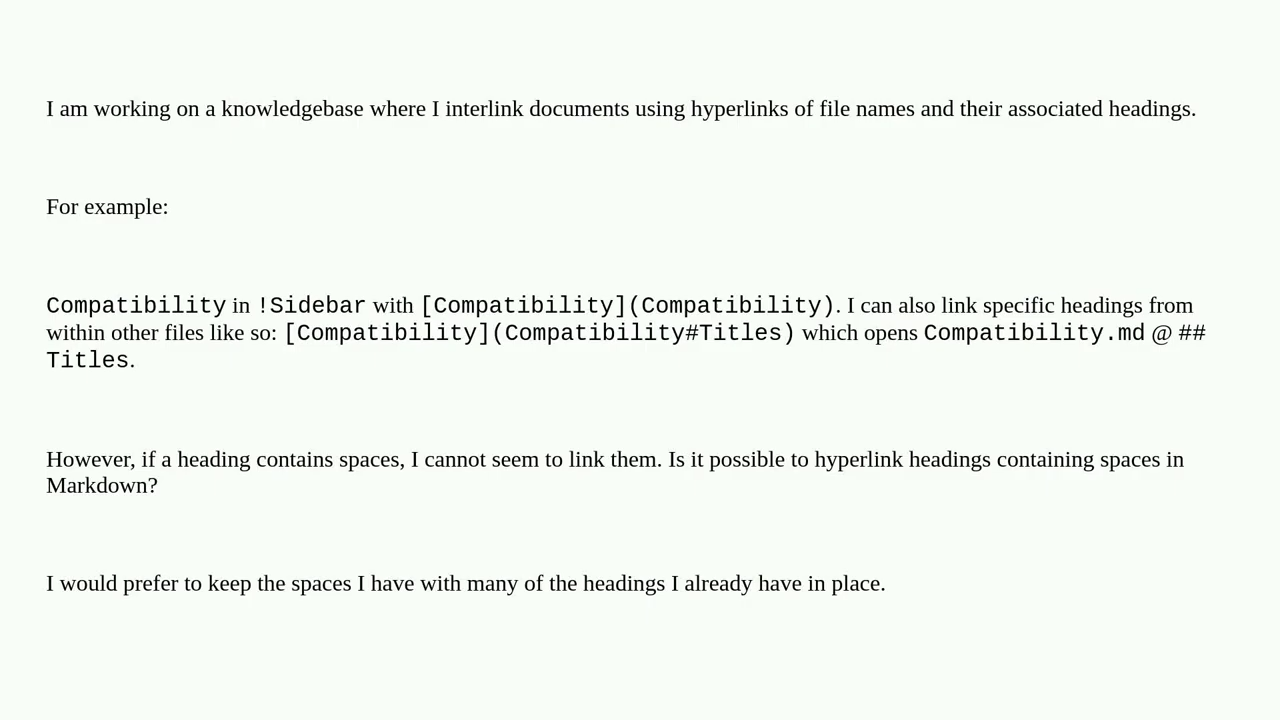 I am working on a knowledgebase where I interlink documents using hyperlinks of file names and their associated headings.
For example:
Compatibility in !Sidebar with [Compatibility](Compatibility). I can also link specific headings from
within other files like so: [Compatibility](Compatibility#Titles) which opens Compatibility.md @ ##
Titles.
However, if a heading contains spaces, I cannot seem to link them. Is it possible to hyperlink headings containing spaces in
Markdown?
I would prefer to keep the spaces I have with many of the headings I already have in place.